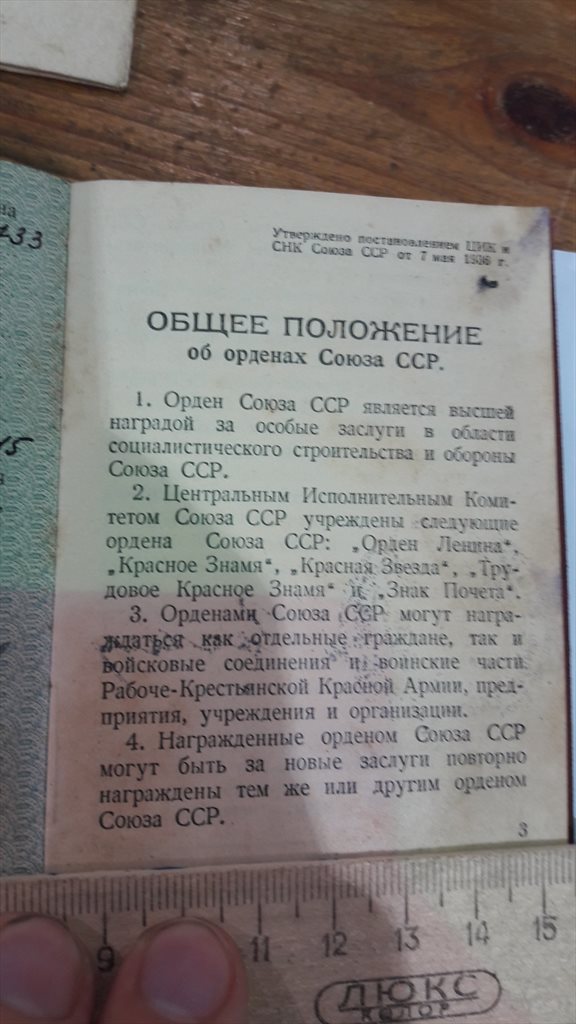 на
733
Утверждено постановлением ЦИК и
СНК Союза ССР от 7 мая 1936 г.
ОБЩЕЕ ПОЛОЖЕНИЕ
об орденах Союза ССР.
1. Орден Союза ССР является высшей
наградой за особые заслуги в области
социалистического строительства и обороны
Союза ССР.
2. Центральным Исполнительным Коми-
тетом Союза ССР учреждены следующие
ордена Союза ССР: „Орден Ленина“,
„Красное Знамя“, „Красная Звезда“, „Тру-
довое Красное Знамя“ и „Знак Почета“.
3. Орденами Союза ССР могут награ-
ждаться как отдельные граждане, так и
войсковые соединения и воинские части
Рабоче-Крестьянской Красной Армии, пред-
приятия, учреждения и организации.
4. Награжденные орденом Союза ССР
могут быть за новые заслуги повторно
награждены тем же или другим орденом
Союза ССР.
3
9 11 12 13 14 15
ЛЮКС
КОЛОР